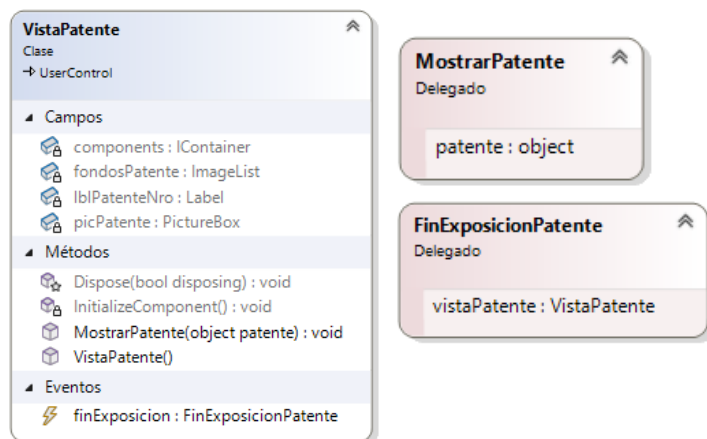 VistaPatente
Clase
UserControl
Campos
components : IContainer
fondosPatente : ImageList
lblPatenteNro : Label
picPatente : PictureBox
Métodos
Dispose(bool disposing) : void
InitializeComponent() : void
MostrarPatente(object patente) : void
VistaPatente()
Eventos
finExposicion : FinExposicionPatente
MostrarPatente
Delegado
patente : object
FinExposicionPatente
Delegado
vistaPatente : VistaPatente